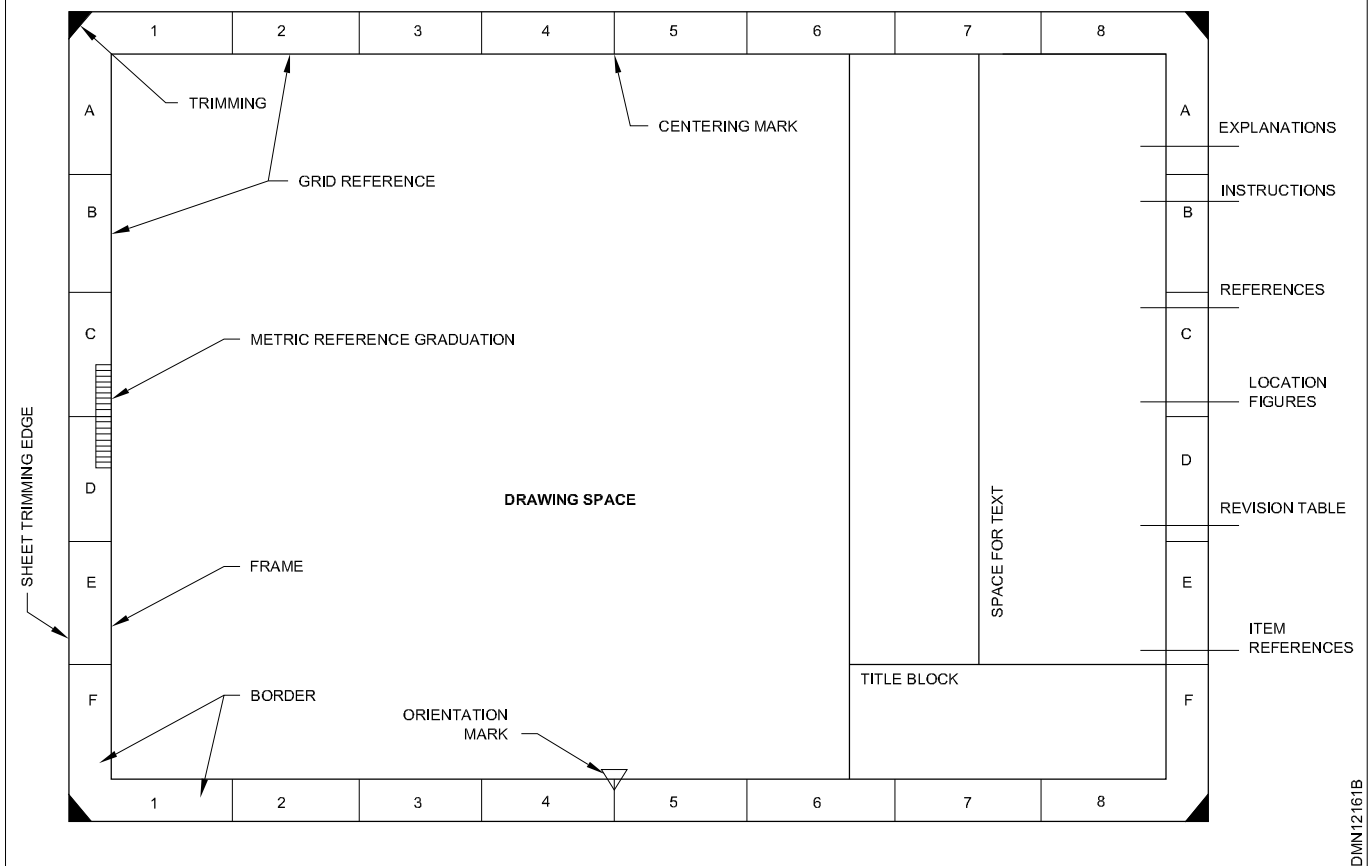 1 2 3 4 5 6 7 8
TRIMMING
A
A
CENTERING MARK
EXPLANATIONS
GRID REFERENCE
INSTRUCTIONS
B
B
REFERENCES
C
C
METRIC REFERENCE GRADUATION
LOCATION
FIGURES
SHEET TRIMMING EDGE
D
D
DRAWING SPACE
SPACE FOR TEXT
REVISION TABLE
FRAME
E
E
ITEM
REFERENCES
TITLE BLOCK
F
F
BORDER
ORIENTATION
MARK
1 2 3 4 5 6 7 8
DMN12161B